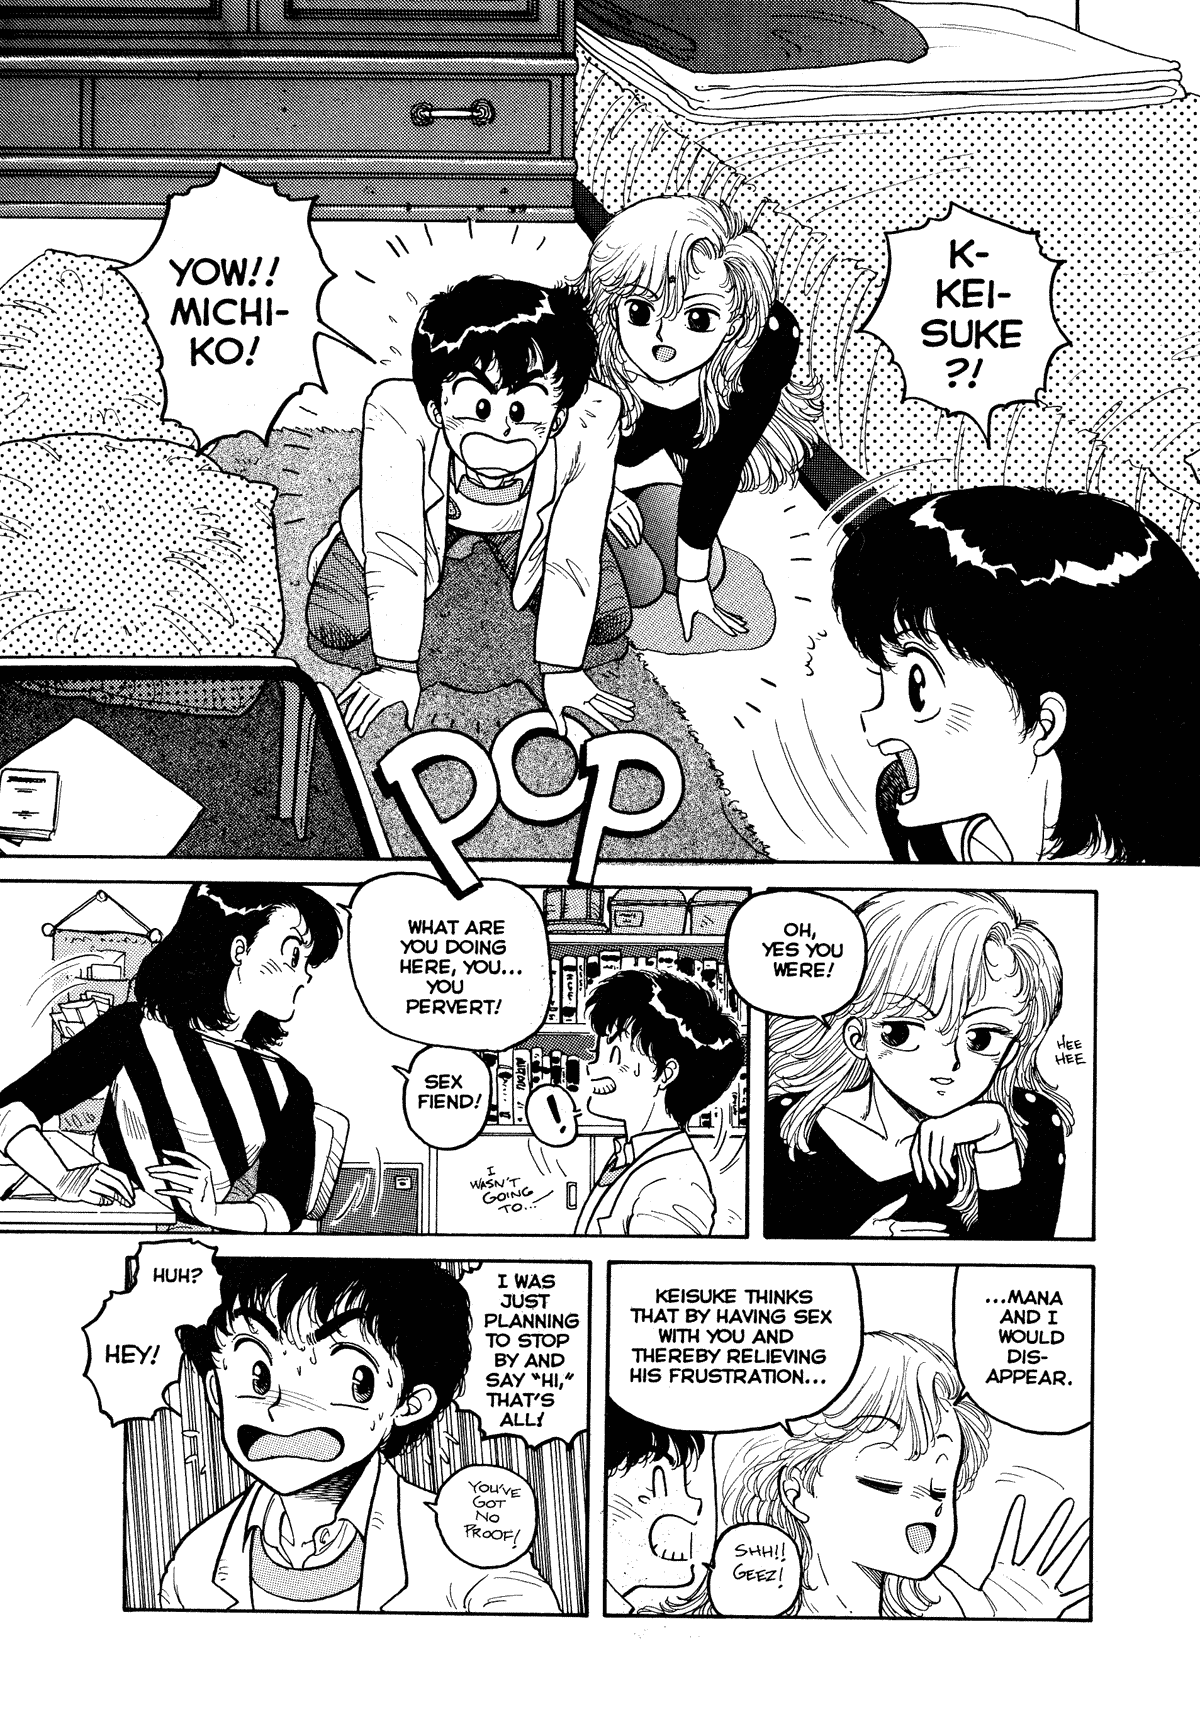 YOW!!
MICHI-
KO!
K-
KEI-
SUKE
?!
POP
WHAT ARE
YOU DOING
HERE, YOU...
YOU
PERVERT!
SEX
FIEND!
!
I
WASN'T
GOING
TO...
OH,
YES YOU
WERE!
HEE
HEE
HUH?
HEY!
I WAS
JUST
PLANNING
TO STOP
BY AND
SAY "HI,"
THAT'S
ALL!
YOU'VE
GOT
NO
PROOF!
KEISUKE THINKS
THAT BY HAVING SEX
WITH YOU AND
THEREBY RELIEVING
HIS FRUSTRATION...
...MANA
AND I
WOULD
DIS-
APPEAR.
SHH!!
GEEZ!